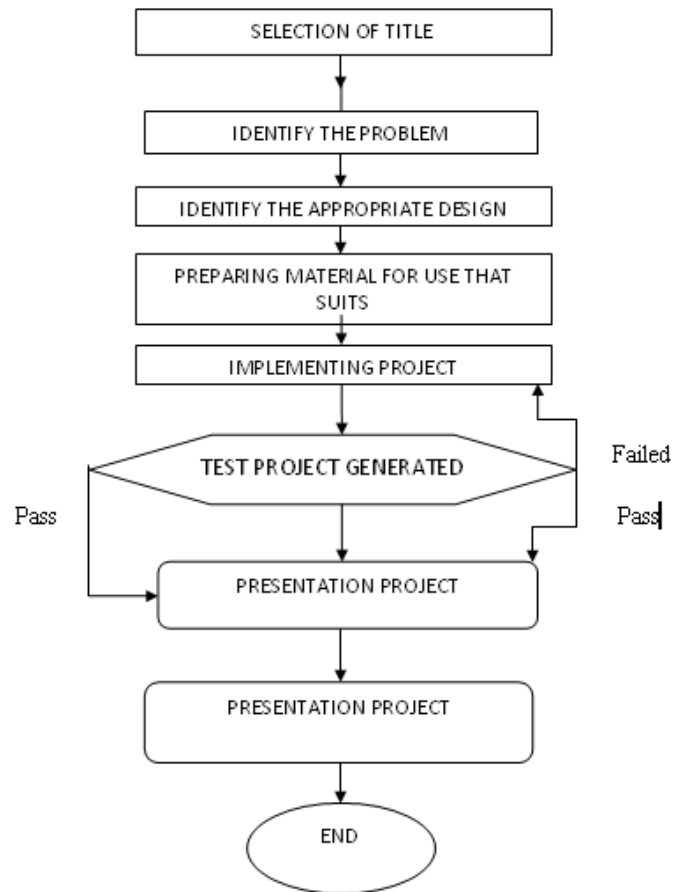 SELECTION OF TITLE
IDENTIFY THE PROBLEM
IDENTIFY THE APPROPRIATE DESIGN
PREPARING MATERIAL FOR USE THAT
SUITS
IMPLEMENTING PROJECT
TEST PROJECT GENERATED
Failed
Pass
Pass
PRESENTATION PROJECT
PRESENTATION PROJECT
END